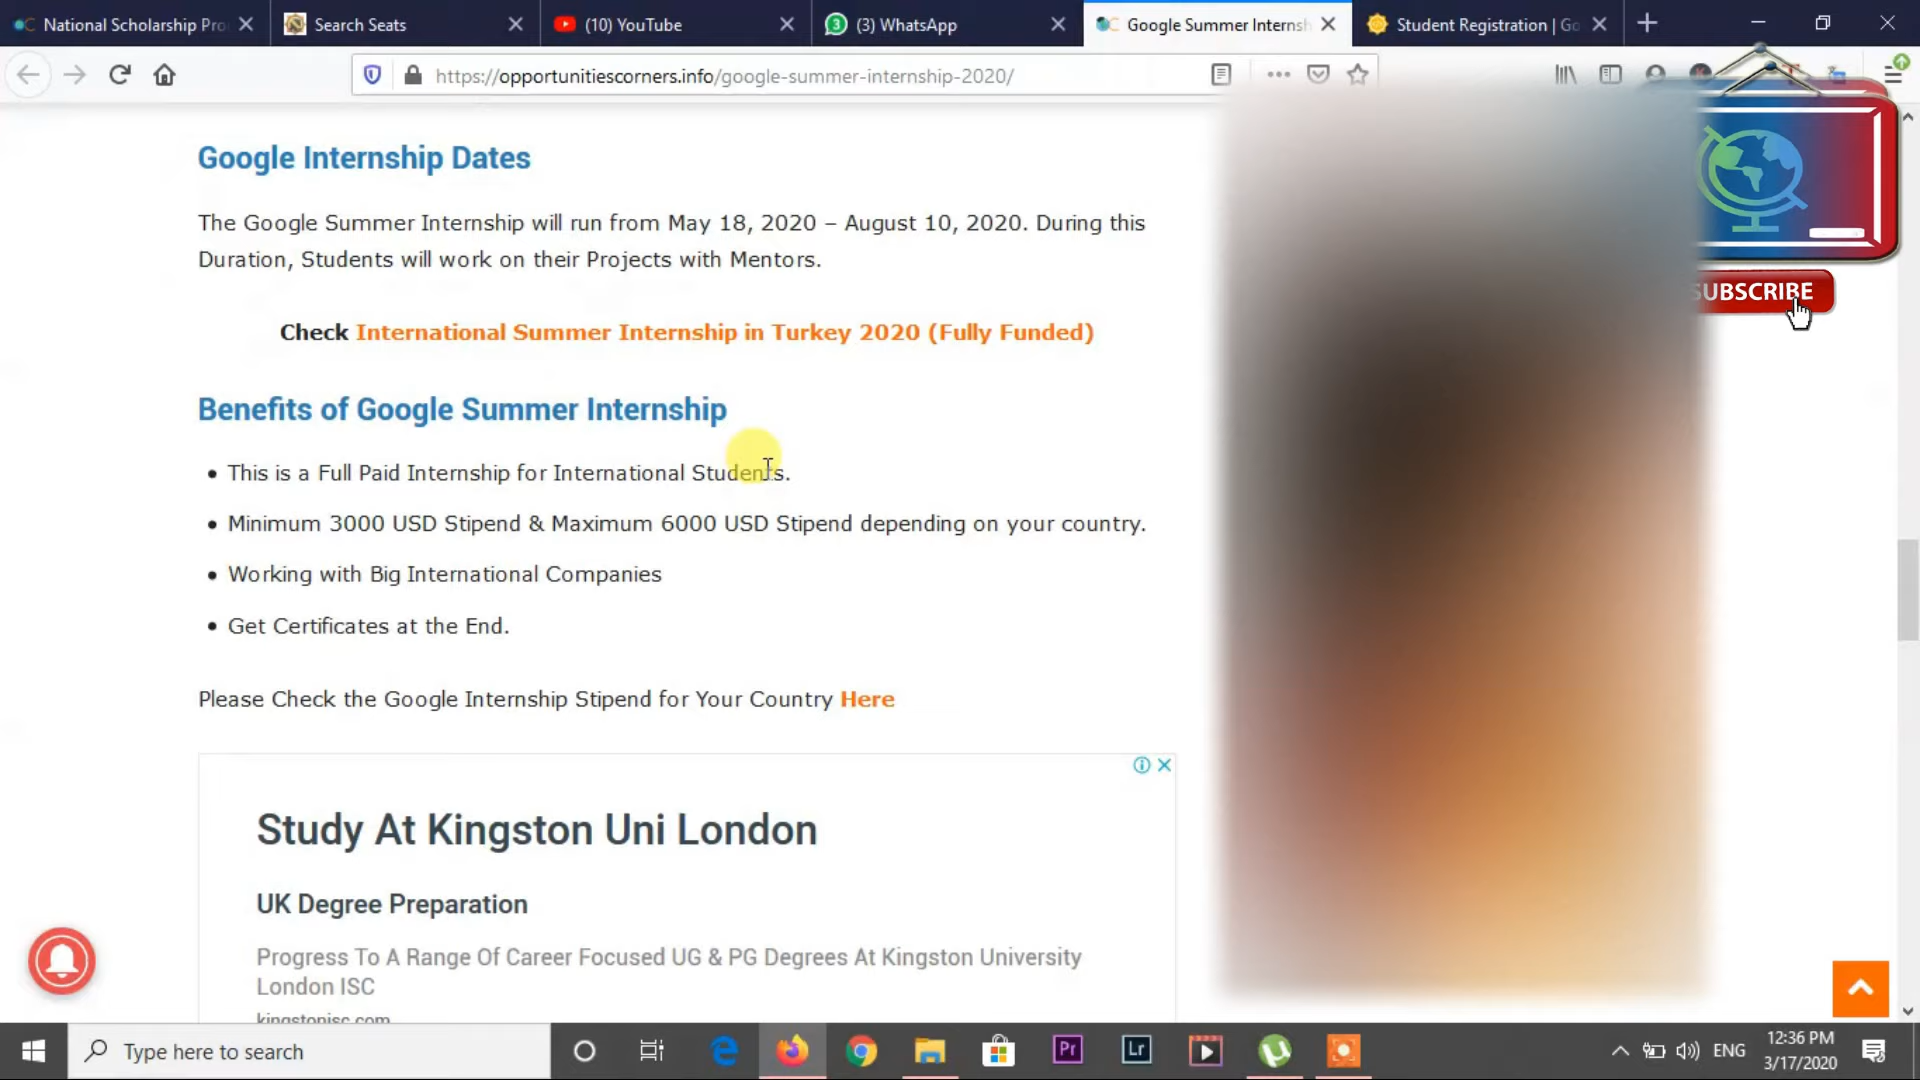 National Scholarship Pro
Search Seats
(10) YouTube
3 (3) WhatsApp
Google Summer Internsh
Student Registration | Go
https://opportunitiescorners.info/google-summer-internship-2020/
Google Internship Dates
The Google Summer Internship will run from May 18, 2020 – August 10, 2020. During this
Duration, Students will work on their Projects with Mentors.
SUBSCRIBE
Check International Summer Internship in Turkey 2020 (Fully Funded)
Benefits of Google Summer Internship
• This is a Full Paid Internship for International Students.
• Minimum 3000 USD Stipend & Maximum 6000 USD Stipend depending on your country.
• Working with Big International Companies
• Get Certificates at the End.
Please Check the Google Internship Stipend for Your Country Here
Study At Kingston Uni London
UK Degree Preparation
Progress To A Range Of Career Focused UG & PG Degrees At Kingston University
London ISC
kingstonisc.com
Type here to search
Pr
Lr
ENG
12:36 PM
3/17/2020